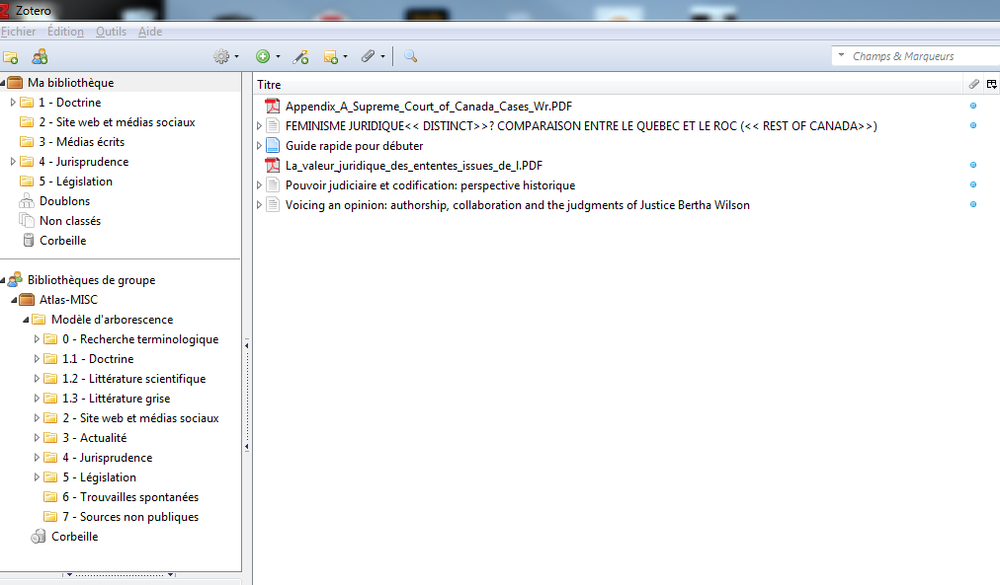 Zotero
Fichier Édition Outils Aide
Champs & Marqueurs
Ma bibliothèque
1 - Doctrine
2 - Site web et médias sociaux
3 - Médias écrits
4 - Jurisprudence
5 - Législation
Doublons
Non classés
Corbeille
Bibliothèques de groupe
Atlas-MISC
Modèle d'arborescence
0 - Recherche terminologique
1.1 - Doctrine
1.2 - Littérature scientifique
1.3 - Littérature grise
2 - Site web et médias sociaux
3 - Actualité
4 - Jurisprudence
5 - Législation
6 - Trouvailles spontanées
7 - Sources non publiques
Corbeille
Titre
Appendix_A_Supreme_Court_of_Canada_Cases_Wr.PDF
FEMINISME JURIDIQUE<< DISTINCT>>? COMPARAISON ENTRE LE QUEBEC ET LE ROC (<< REST OF CANADA>>)
Guide rapide pour débuter
La_valeur_juridique_des_ententes_issues_de_l.PDF
Pouvoir judiciaire et codification: perspective historique
Voicing an opinion: authorship, collaboration and the judgments of Justice Bertha Wilson